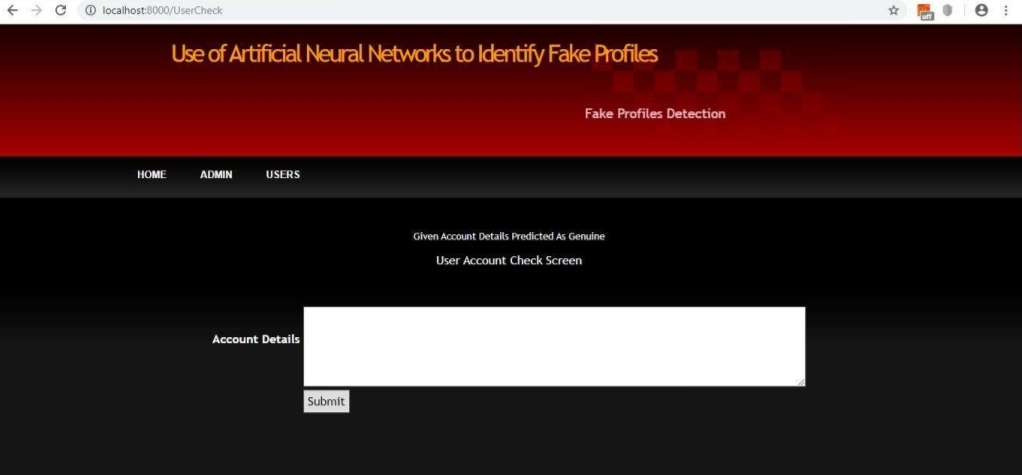 localhost:8000/UserCheck
off
Use of Artificial Neural Networks to Identify Fake Profiles
Fake Profiles Detection
HOME ADMIN USERS
Given Account Details Predicted As Genuine
User Account Check Screen
Account Details
Submit